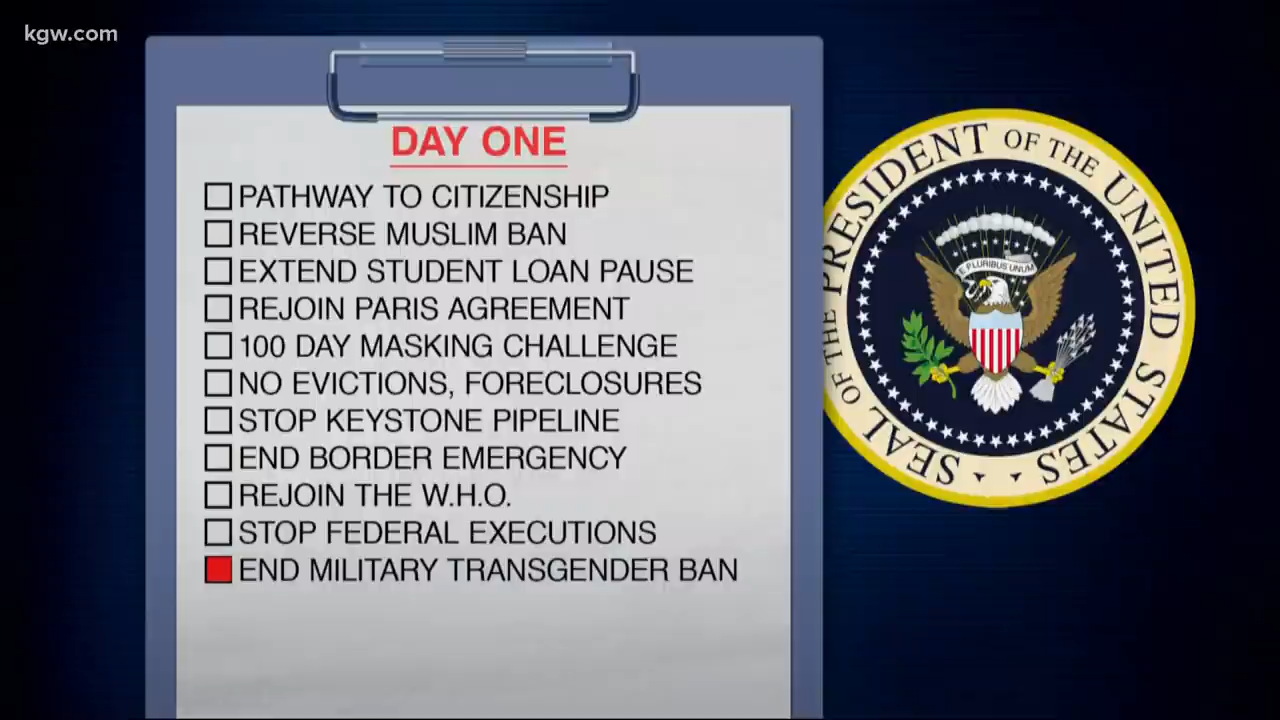 kgw.com
DAY ONE
PATHWAY TO CITIZENSHIP
REVERSE MUSLIM BAN
EXTEND STUDENT LOAN PAUSE
REJOIN PARIS AGREEMENT
100 DAY MASKING CHALLENGE
NO EVICTIONS, FORECLOSURES
STOP KEYSTONE PIPELINE
END BORDER EMERGENCY
REJOIN THE W.H.O.
STOP FEDERAL EXECUTIONS
END MILITARY TRANSGENDER BAN
SEAL OF THE PRESIDENT OF THE UNITED STATES
E PLURIBUS UNUM